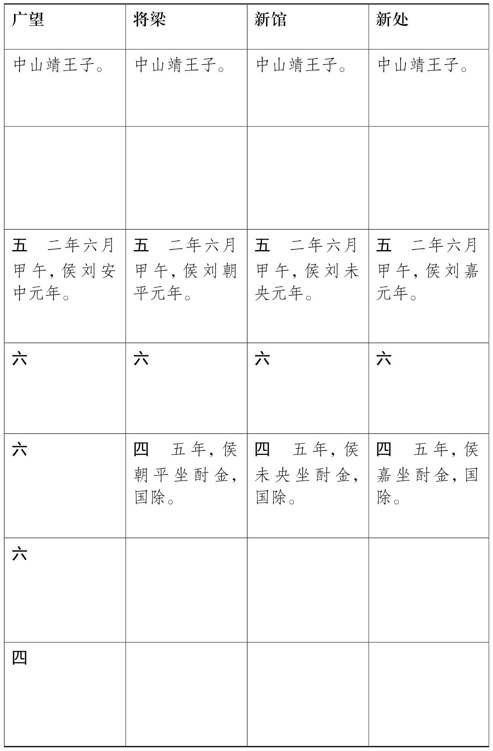 广望 将梁 新馆 新处
中山靖王子。 中山靖王子。 中山靖王子。 中山靖王子。
五 二年六月 五 二年六月 五 二年六月 五 二年六月
甲午，侯刘安 甲午，侯刘朝 甲午，侯刘未 甲午，侯刘嘉
中元年。 平元年。 央元年。 元年。
六 六 六 六
六 四 五年，侯 四 五年，侯 四 五年，侯
朝平坐酎金， 未央坐酎金， 嘉坐酎金，国
国除。 国除。 除。
六
四